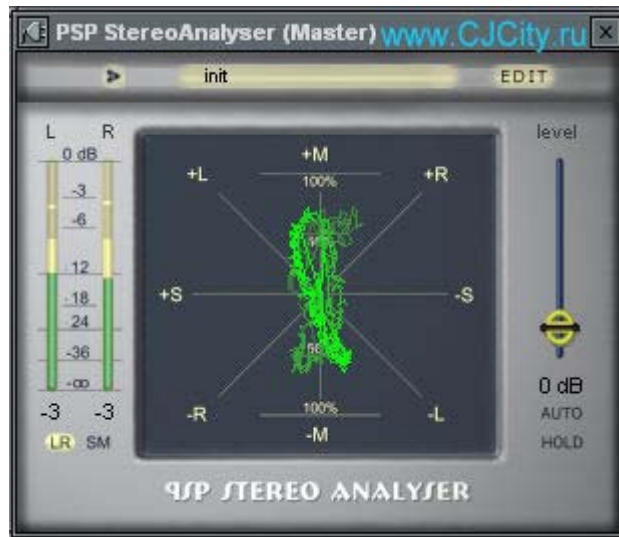 PSP StereoAnalyser (Master) www.CJCity.ru
init EDIT
L R level
0 dB
-3
-6
12
-18
24
-36
-∞
-3 -3
LR SM
+M
100%
+L +R
+S -S
-R -L
100%
-M
0 dB
AUTO
HOLD
PSP STEREO ANALYSER